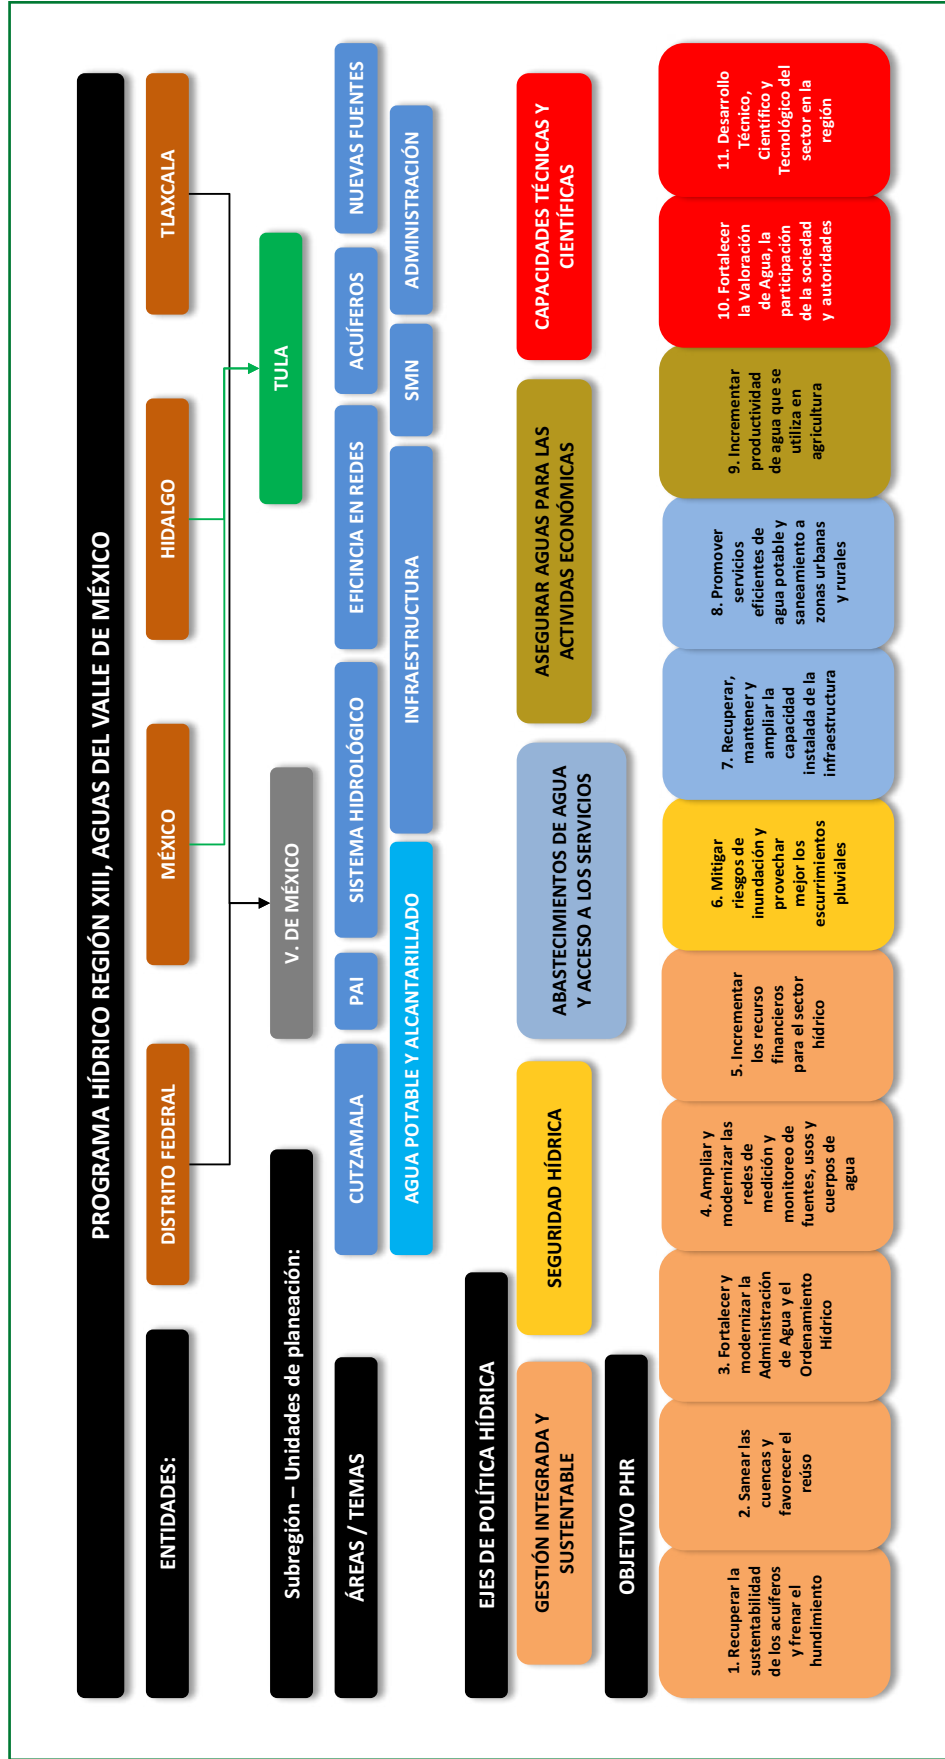 PROGRAMA HÍDRICO REGIÓN XIII, AGUAS DEL VALLE DE MÉXICO
ENTIDADES:
DISTRITO FEDERAL
MÉXICO
HIDALGO
TLAXCALA
Subregión – Unidades de planeación:
V. DE MÉXICO
TULA
ÁREAS / TEMAS
CUTZAMALA
PAI
SISTEMA HIDROLÓGICO
EFICINCIA EN REDES
ACUÍFEROS
NUEVAS FUENTES
AGUA POTABLE Y ALCANTARILLADO
INFRAESTRUCTURA
SMN
ADMINISTRACIÓN
EJES DE POLÍTICA HÍDRICA
GESTIÓN INTEGRADA Y
SUSTENTABLE
SEGURIDAD HÍDRICA
ABASTECIMIENTOS DE AGUA
Y ACCESO A LOS SERVICIOS
ASEGURAR AGUAS PARA LAS
ACTIVIDADES ECONÓMICAS
CAPACIDADES TÉCNICAS Y
CIENTÍFICAS
OBJETIVO PHR
1. Recuperar la
sustentabilidad
de los acuíferos
y frenar el
hundimiento
2. Sanear las
cuencas y
favorecer el
reúso
3. Fortalecer y
modernizar la
Administración
de Agua y el
Ordenamiento
Hídrico
4. Ampliar y
modernizar las
redes de
medición y
monitoreo de
fuentes, usos y
cuerpos de
agua
5. Incrementar
los recurso
financieros
para el sector
hídrico
6. Mitigar
riesgos de
inundación y
provechar
mejor los
escurrimientos
pluviales
7. Recuperar,
mantener y
ampliar la
capacidad
instalada de la
infraestructura
8. Promover
servicios
eficientes de
agua potable y
saneamiento a
zonas urbanas
y rurales
9. Incrementar
productividad
de agua que se
utiliza en
agricultura
10. Fortalecer
la Valoración
de Agua, la
participación
de la sociedad
y autoridades
11. Desarrollo
Técnico,
Científico y
Tecnológico del
sector en la
región